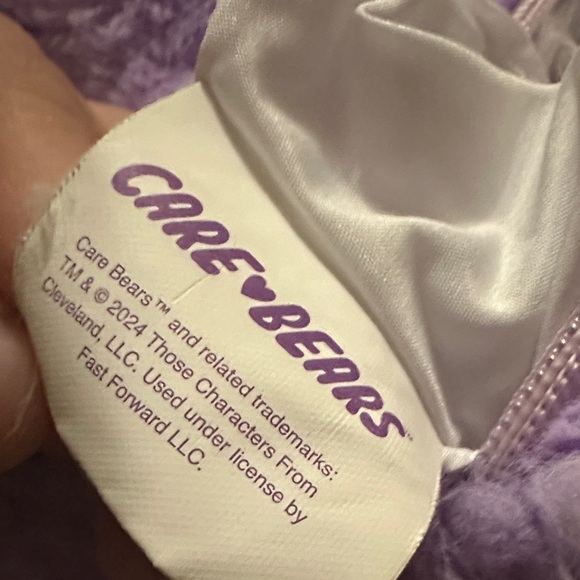 CARE BEARS™
Care Bears™ and related trademarks:
TM & © 2024 Those Characters From
Cleveland, LLC. Used under license by
Fast Forward LLC.